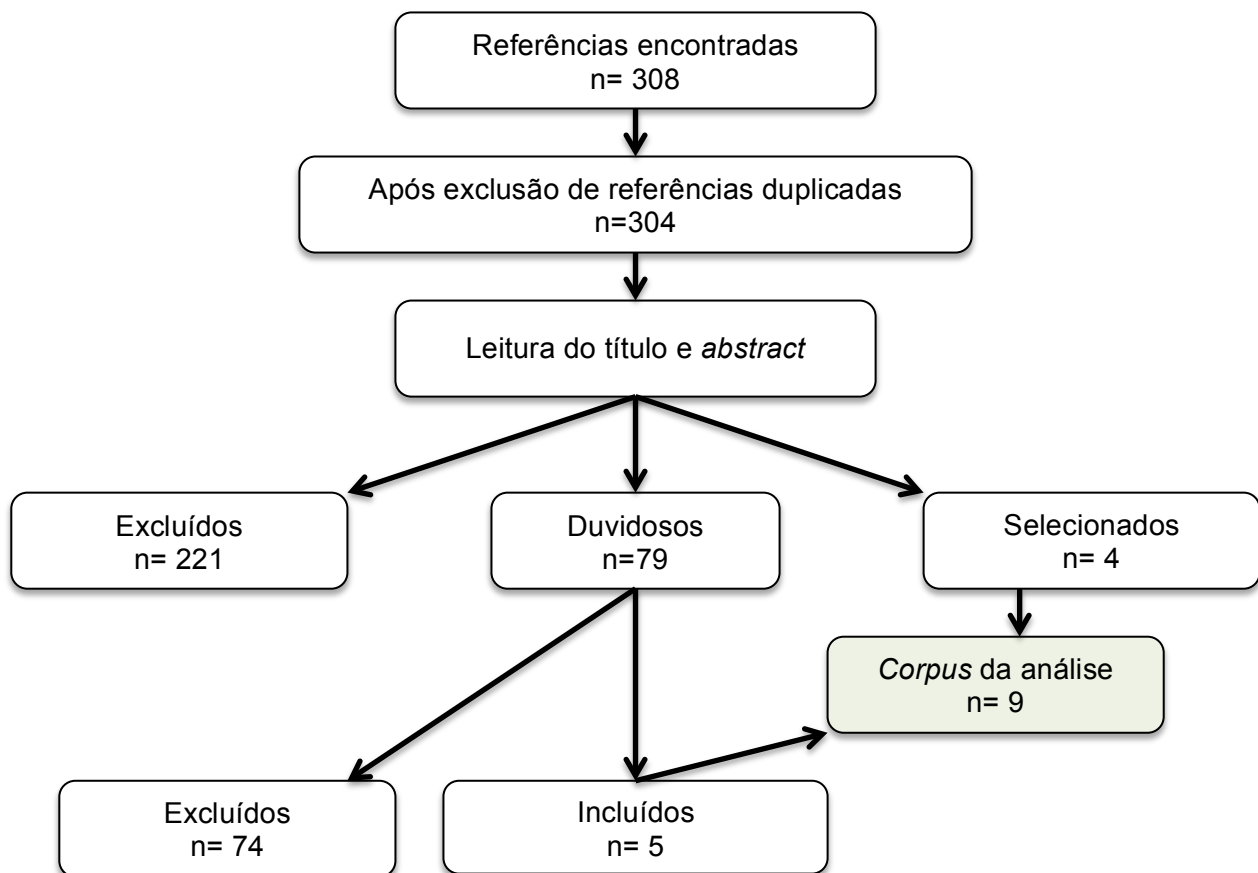 Referências encontradas
n= 308
Após exclusão de referências duplicadas
n=304
Leitura do título e abstract
Excluídos
n= 221
Duvidosos
n=79
Selecionados
n= 4
Corpus da análise
n= 9
Excluídos
n= 74
Incluídos
n= 5